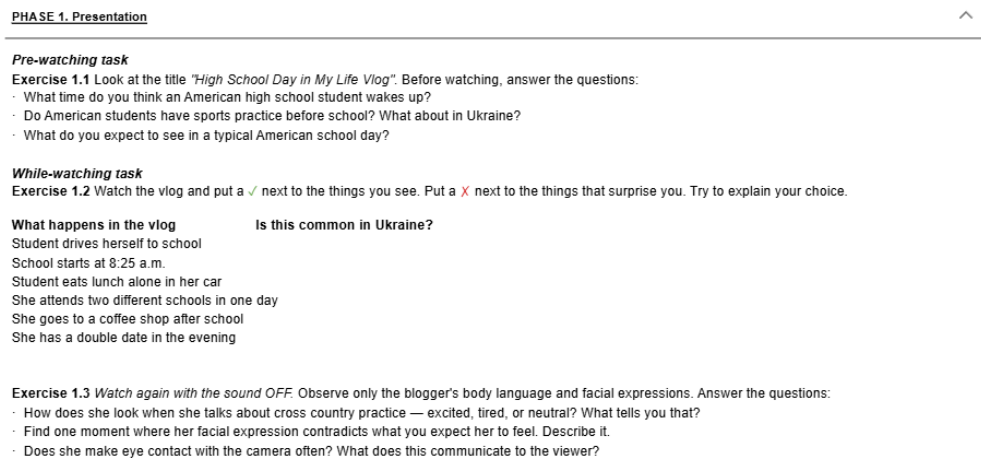 PHASE 1. Presentation
Pre-watching task
Exercise 1.1 Look at the title "High School Day in My Life Vlog". Before watching, answer the questions:
· What time do you think an American high school student wakes up?
· Do American students have sports practice before school? What about in Ukraine?
· What do you expect to see in a typical American school day?
While-watching task
Exercise 1.2 Watch the vlog and put a ✓ next to the things you see. Put a ✗ next to the things that surprise you. Try to explain your choice.
What happens in the vlog Is this common in Ukraine?
Student drives herself to school
School starts at 8:25 a.m.
Student eats lunch alone in her car
She attends two different schools in one day
She goes to a coffee shop after school
She has a double date in the evening
Exercise 1.3 Watch again with the sound OFF. Observe only the blogger's body language and facial expressions. Answer the questions:
· How does she look when she talks about cross country practice — excited, tired, or neutral? What tells you that?
· Find one moment where her facial expression contradicts what you expect her to feel. Describe it.
· Does she make eye contact with the camera often? What does this communicate to the viewer?